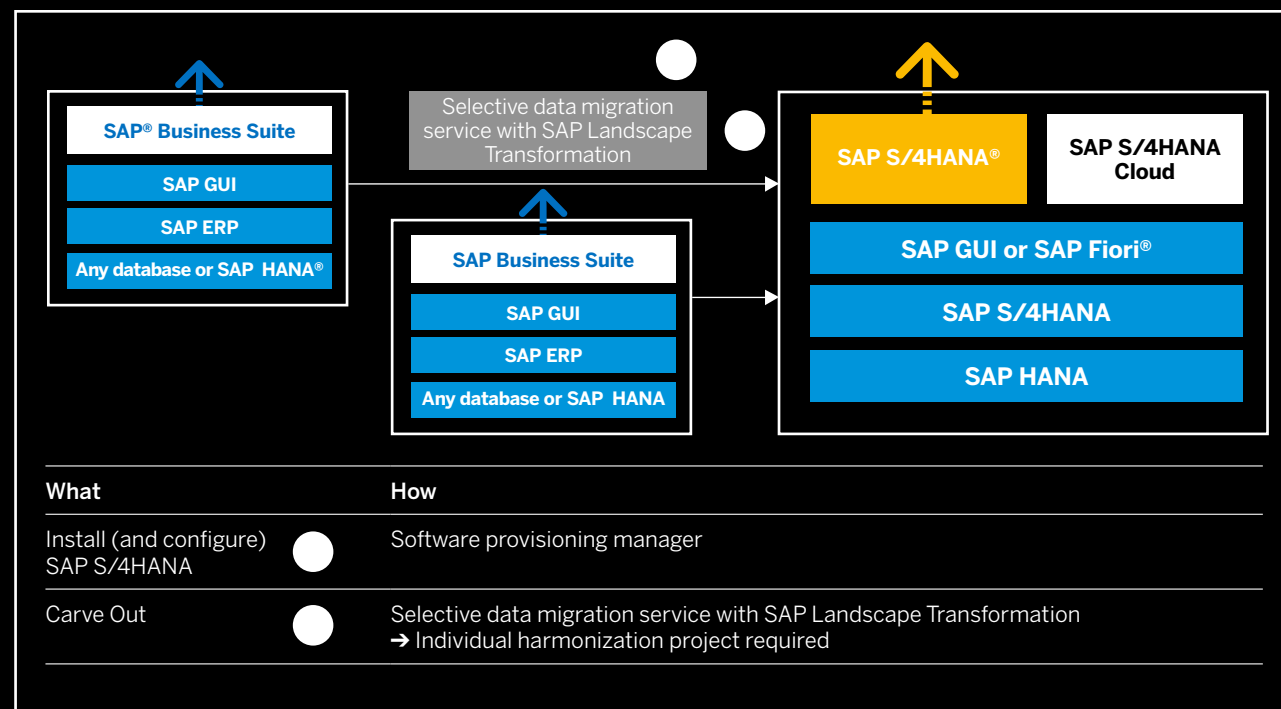 SAP® Business Suite
SAP GUI
SAP ERP
Any database or SAP HANA®
Selective data migration
service with SAP Landscape
Transformation
SAP Business Suite
SAP GUI
SAP ERP
Any database or SAP HANA
SAP S/4HANA®
SAP S/4HANA
Cloud
SAP GUI or SAP Fiori®
SAP S/4HANA
SAP HANA
What
How
Install (and configure)
SAP S/4HANA
Software provisioning manager
Carve Out
Selective data migration service with SAP Landscape Transformation
➔ Individual harmonization project required